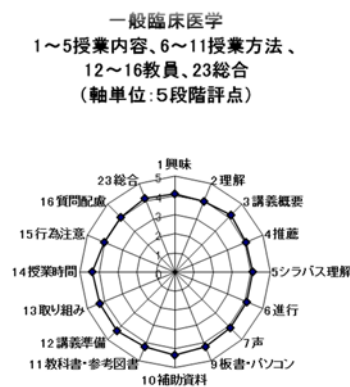 一般臨床医学
1～5授業内容、6～11授業方法、
12～16教員、23総合
（軸単位：5段階評点）
1興味
2理解
3講義概要
4推薦
5シラバス理解
6進行
7声
9板書・パソコン
10補助資料
11教科書・参考図書
12講義準備
13取り組み
14授業時間
15行為注意
16質問配慮
23総合
5
4
3
2
1
0